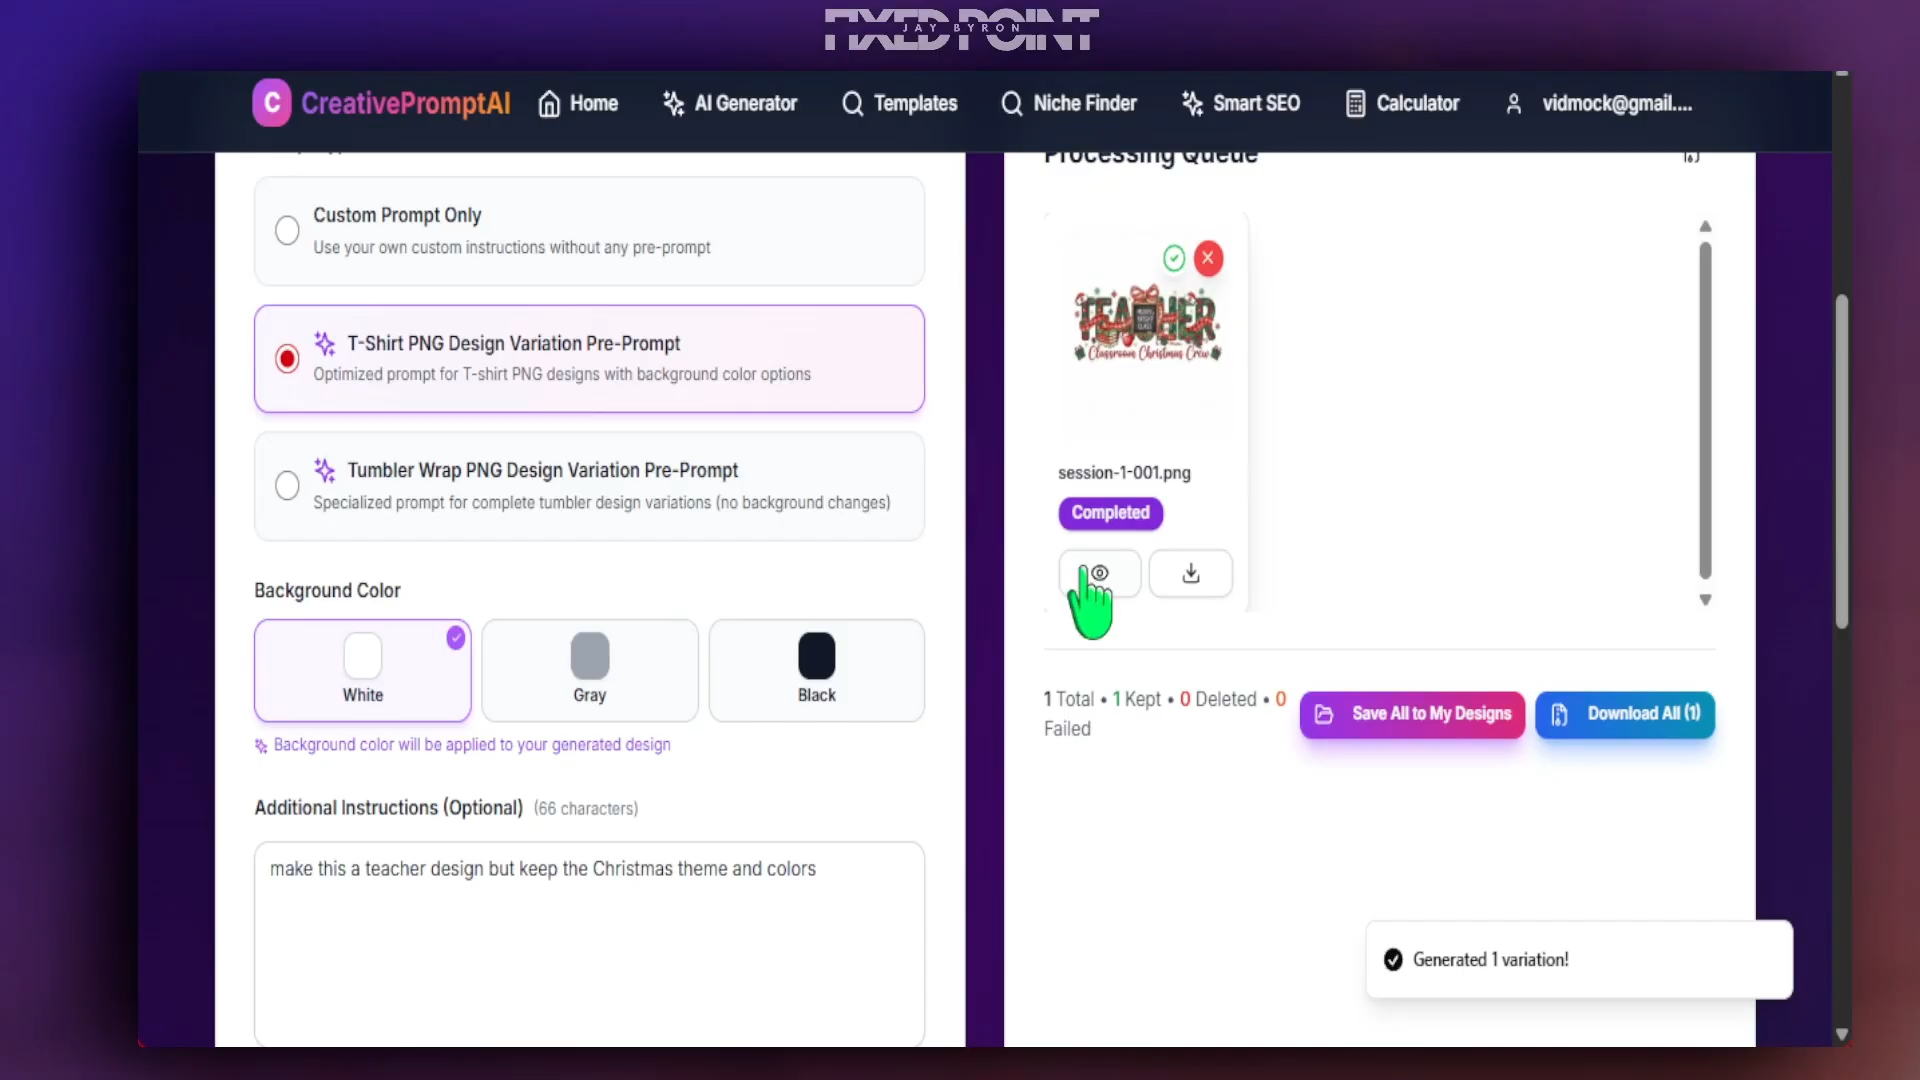 FIXED POINT
JAY BYRON
C CreativePromptAI Home AI Generator Templates Niche Finder Smart SEO Calculator vidmock@gmail....
Custom Prompt Only
Use your own custom instructions without any pre-prompt
T-Shirt PNG Design Variation Pre-Prompt
Optimized prompt for T-shirt PNG designs with background color options
Tumbler Wrap PNG Design Variation Pre-Prompt
Specialized prompt for complete tumbler design variations (no background changes)
Background Color
White
Gray
Black
Background color will be applied to your generated design
Additional Instructions (Optional) (66 characters)
make this a teacher design but keep the Christmas theme and colors
Processing Queue
TEACHER
Classroom Christmas Crew
session-1-001.png
Completed
1 Total • 1 Kept • 0 Deleted • 0
Failed
Save All to My Designs
Download All (1)
Generated 1 variation!